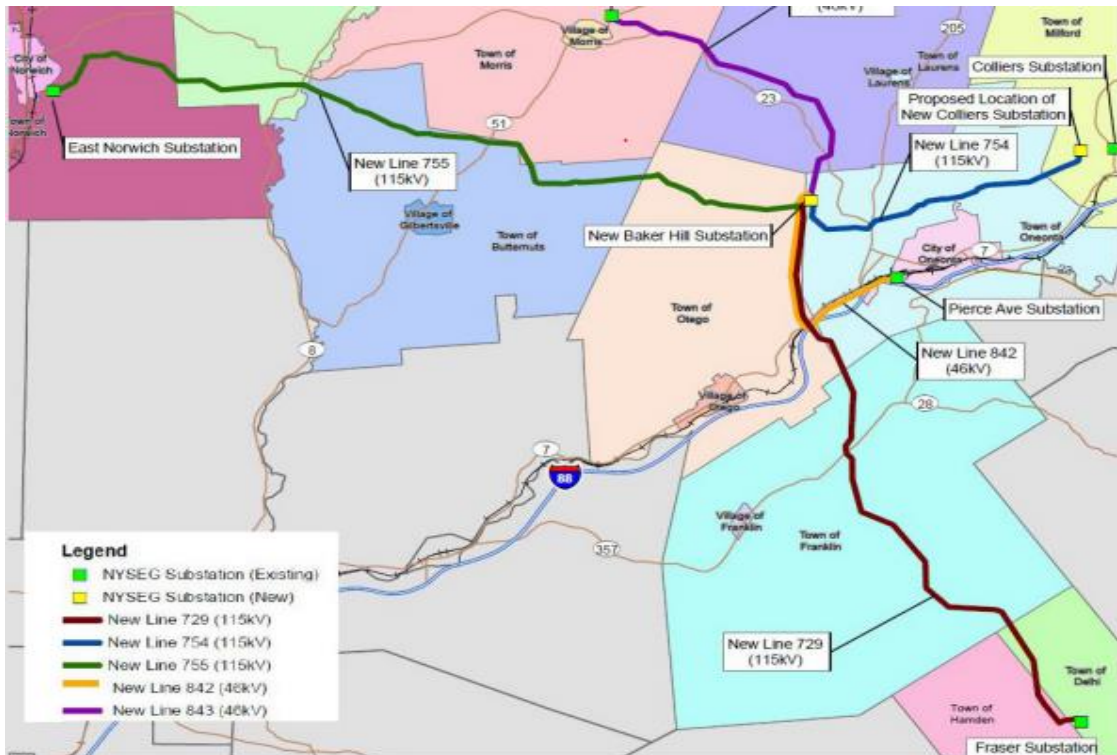 (46kV)
Village of
Morris
Town of
Morris
205
Town of
Laurens
Village of
Laurens
Town of
Milford
City of
Norwich
Town of
Norwich
Colliers Substation
Proposed Location of
New Colliers Substation
23
51
East Norwich Substation
New Line 755
(115kV)
New Line 754
(115kV)
Village of
Gilbertsville
Town of
Butternuts
New Baker Hill Substation
City of
Oneonta
7
Town of
Oneonta
23
Town of
Otego
Pierce Ave Substation
8
New Line 842
(46kV)
Village of
Otego
28
7
88
Village of
Franklin
Town of
Franklin
357
Legend
NYSEG Substation (Existing)
NYSEG Substation (New)
New Line 729 (115kV)
New Line 754 (115kV)
New Line 755 (115kV)
New Line 842 (46kV)
New Line 843 (46kV)
New Line 729
(115kV)
Town of
Delhi
Town of
Hamden
Fraser Substation